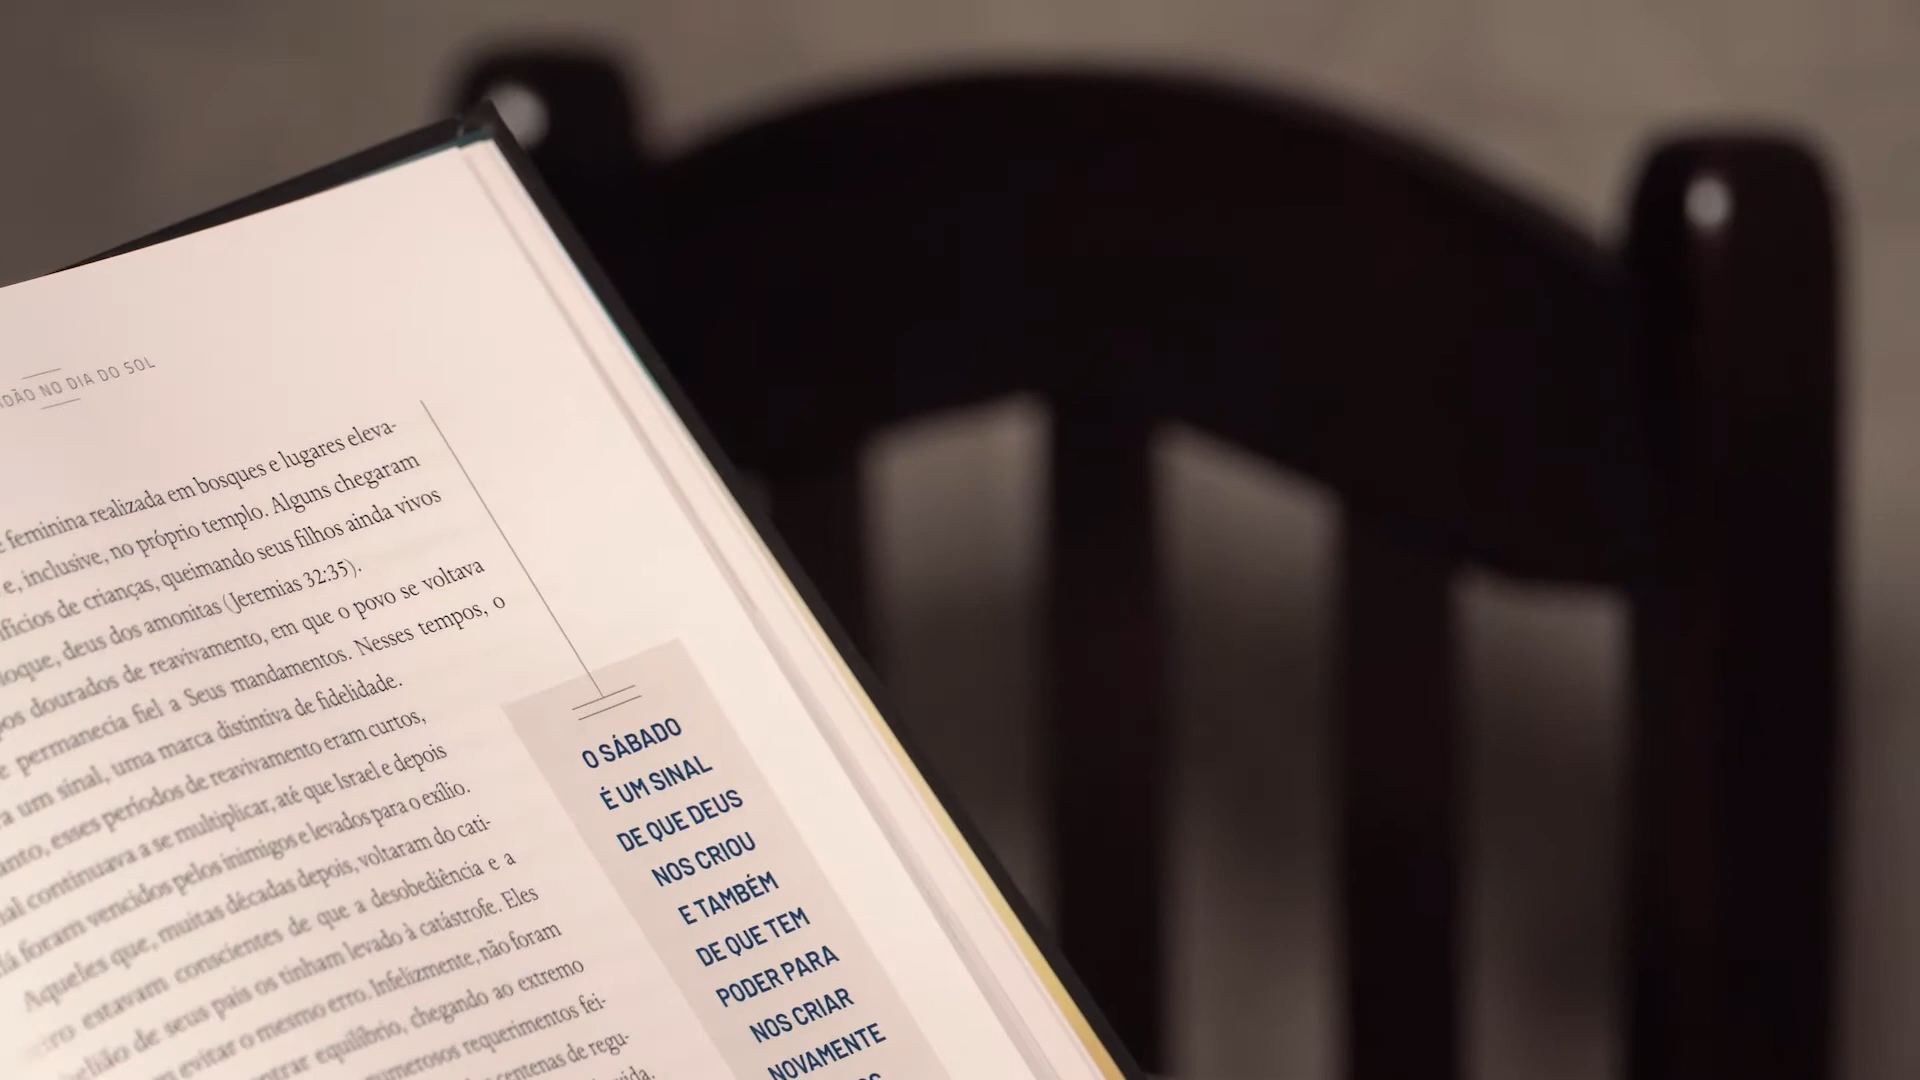 NO DIA DO SOL
feminina realizada em bosques e lugares eleva-
e, inclusive, no próprio templo. Alguns chegaram
de crianças, queimando seus filhos ainda vivos
deus dos amonitas (Jeremias 32:35).
dourados de reavivamento, em que o povo se voltava
permanecia fiel a Seus mandamentos. Nesses tempos, o
um sinal, uma marca distintiva de fidelidade.
esses períodos de reavivamento eram curtos,
continuava a se multiplicar, até que Israel e depois
foram vencidos pelos inimigos e levados para o exílio.
Aqueles que, muitas décadas depois, voltaram do cati-
estavam conscientes de que a desobediência e a
de seus pais os tinham levado à catástrofe. Eles
evitar o mesmo erro. Infelizmente, não foram
equilíbrio, chegando ao extremo
numerosos requerimentos fei-
centenas de regu-
O SÁBADO
É UM SINAL
DE QUE DEUS
NOS CRIOU
E TAMBÉM
DE QUE TEM
PODER PARA
NOS CRIAR
NOVAMENTE